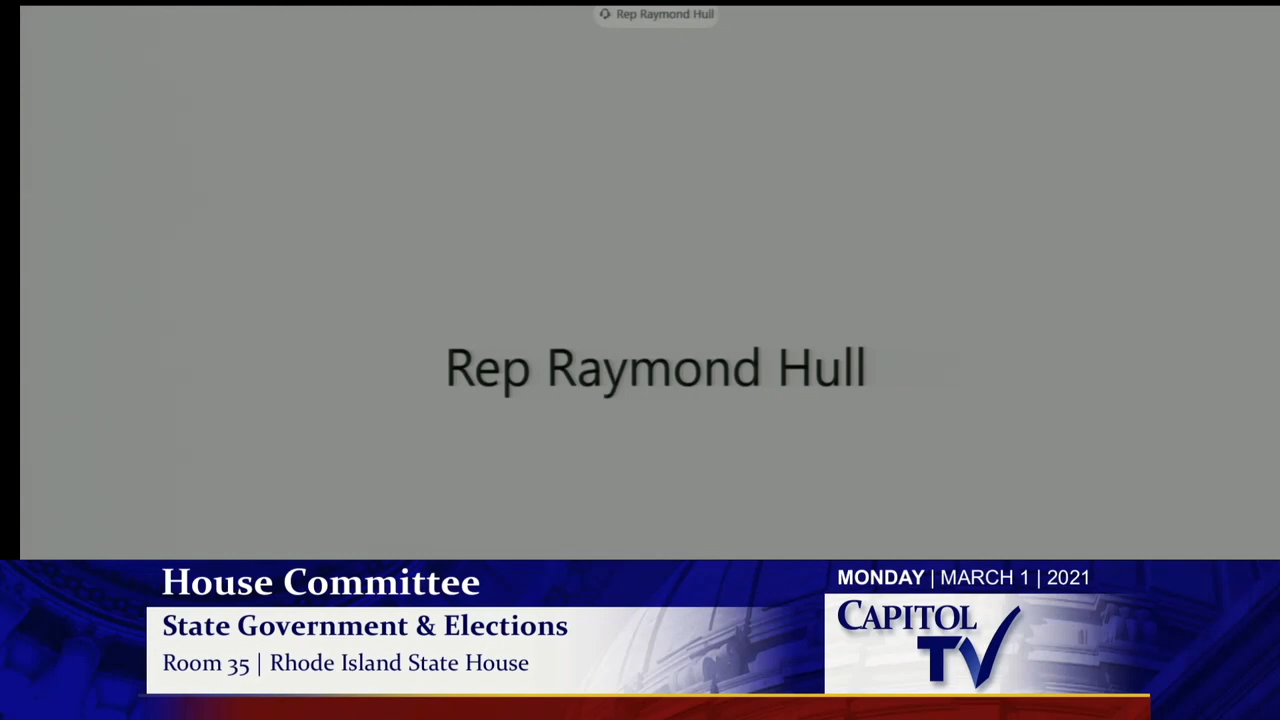 Rep Raymond Hull
Rep Raymond Hull
House Committee
MONDAY | MARCH 1 | 2021
State Government & Elections
Room 35 | Rhode Island State House
CAPITOL
TV